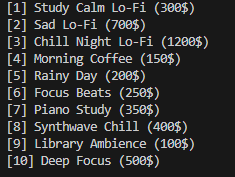 [1] Study Calm Lo-Fi (300$)
[2] Sad Lo-Fi (700$)
[3] Chill Night Lo-Fi (1200$)
[4] Morning Coffee (150$)
[5] Rainy Day (200$)
[6] Focus Beats (250$)
[7] Piano Study (350$)
[8] Synthwave Chill (400$)
[9] Library Ambience (100$)
[10] Deep Focus (500$)